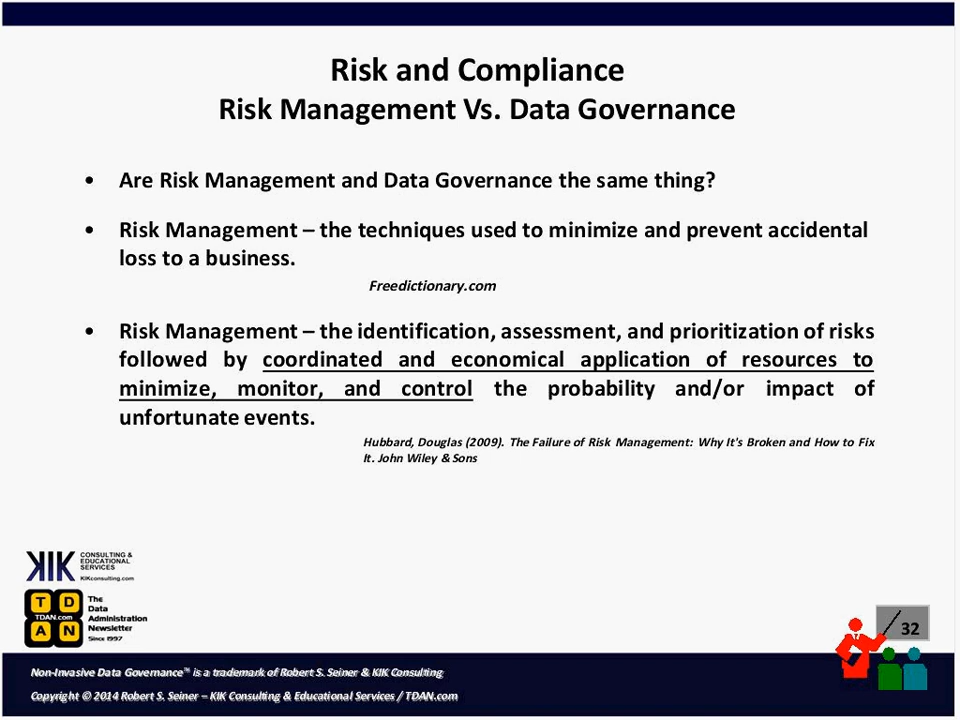 Risk and Compliance
Risk Management Vs. Data Governance
• Are Risk Management and Data Governance the same thing?
• Risk Management – the techniques used to minimize and prevent accidental
loss to a business.
Freedictionary.com
• Risk Management – the identification, assessment, and prioritization of risks
followed by coordinated and economical application of resources to
minimize, monitor, and control the probability and/or impact of
unfortunate events.
Hubbard, Douglas (2009). The Failure of Risk Management: Why It's Broken and How to Fix
It. John Wiley & Sons
KIK
CONSULTING &
EDUCATIONAL
SERVICES
KIKconsulting.com
T D
TDAN.com
A N
The
Data
Administration
Newsletter
Since 1997
32
Non-Invasive Data Governance™ is a trademark of Robert S. Seiner & KIK Consulting
Copyright © 2014 Robert S. Seiner – KIK Consulting & Educational Services / TDAN.com